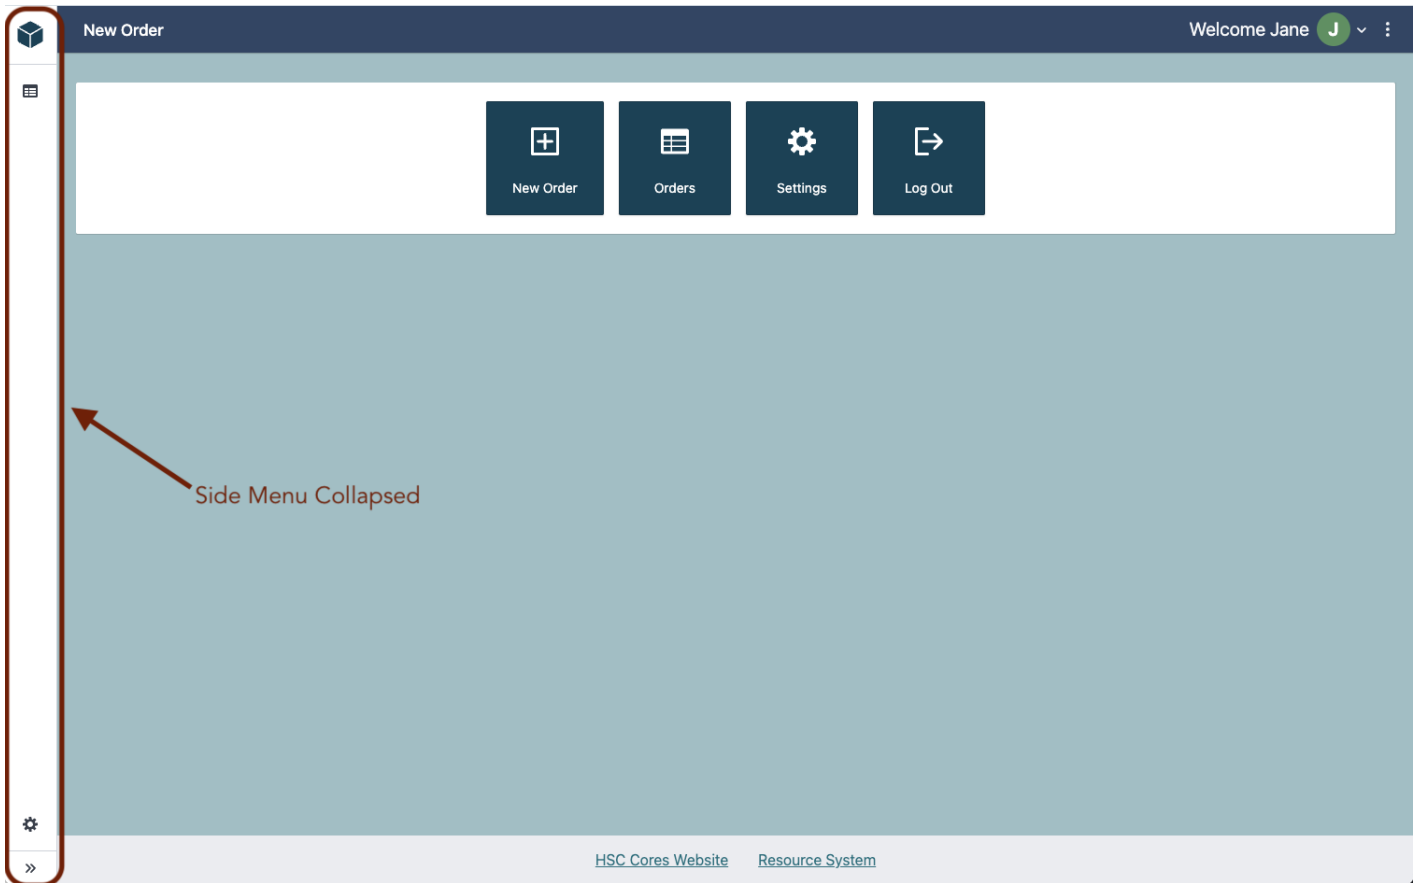 New Order
Welcome Jane J
New Order
Orders
Settings
Log Out
Side Menu Collapsed
HSC Cores Website
Resource System